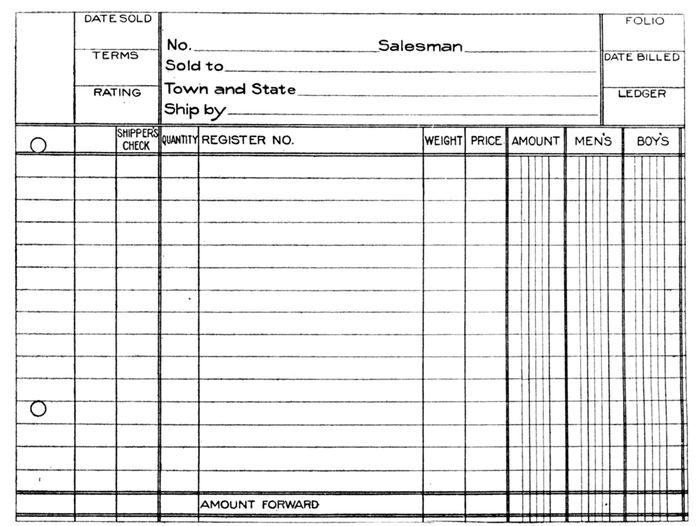 DATE SOLD
TERMS
RATING
No. Salesman
Sold to
Town and State
Ship by
FOLIO
DATE BILLED
LEDGER
SHIPPER'S CHECK QUANTITY REGISTER NO. WEIGHT PRICE AMOUNT MEN'S BOY'S
AMOUNT FORWARD